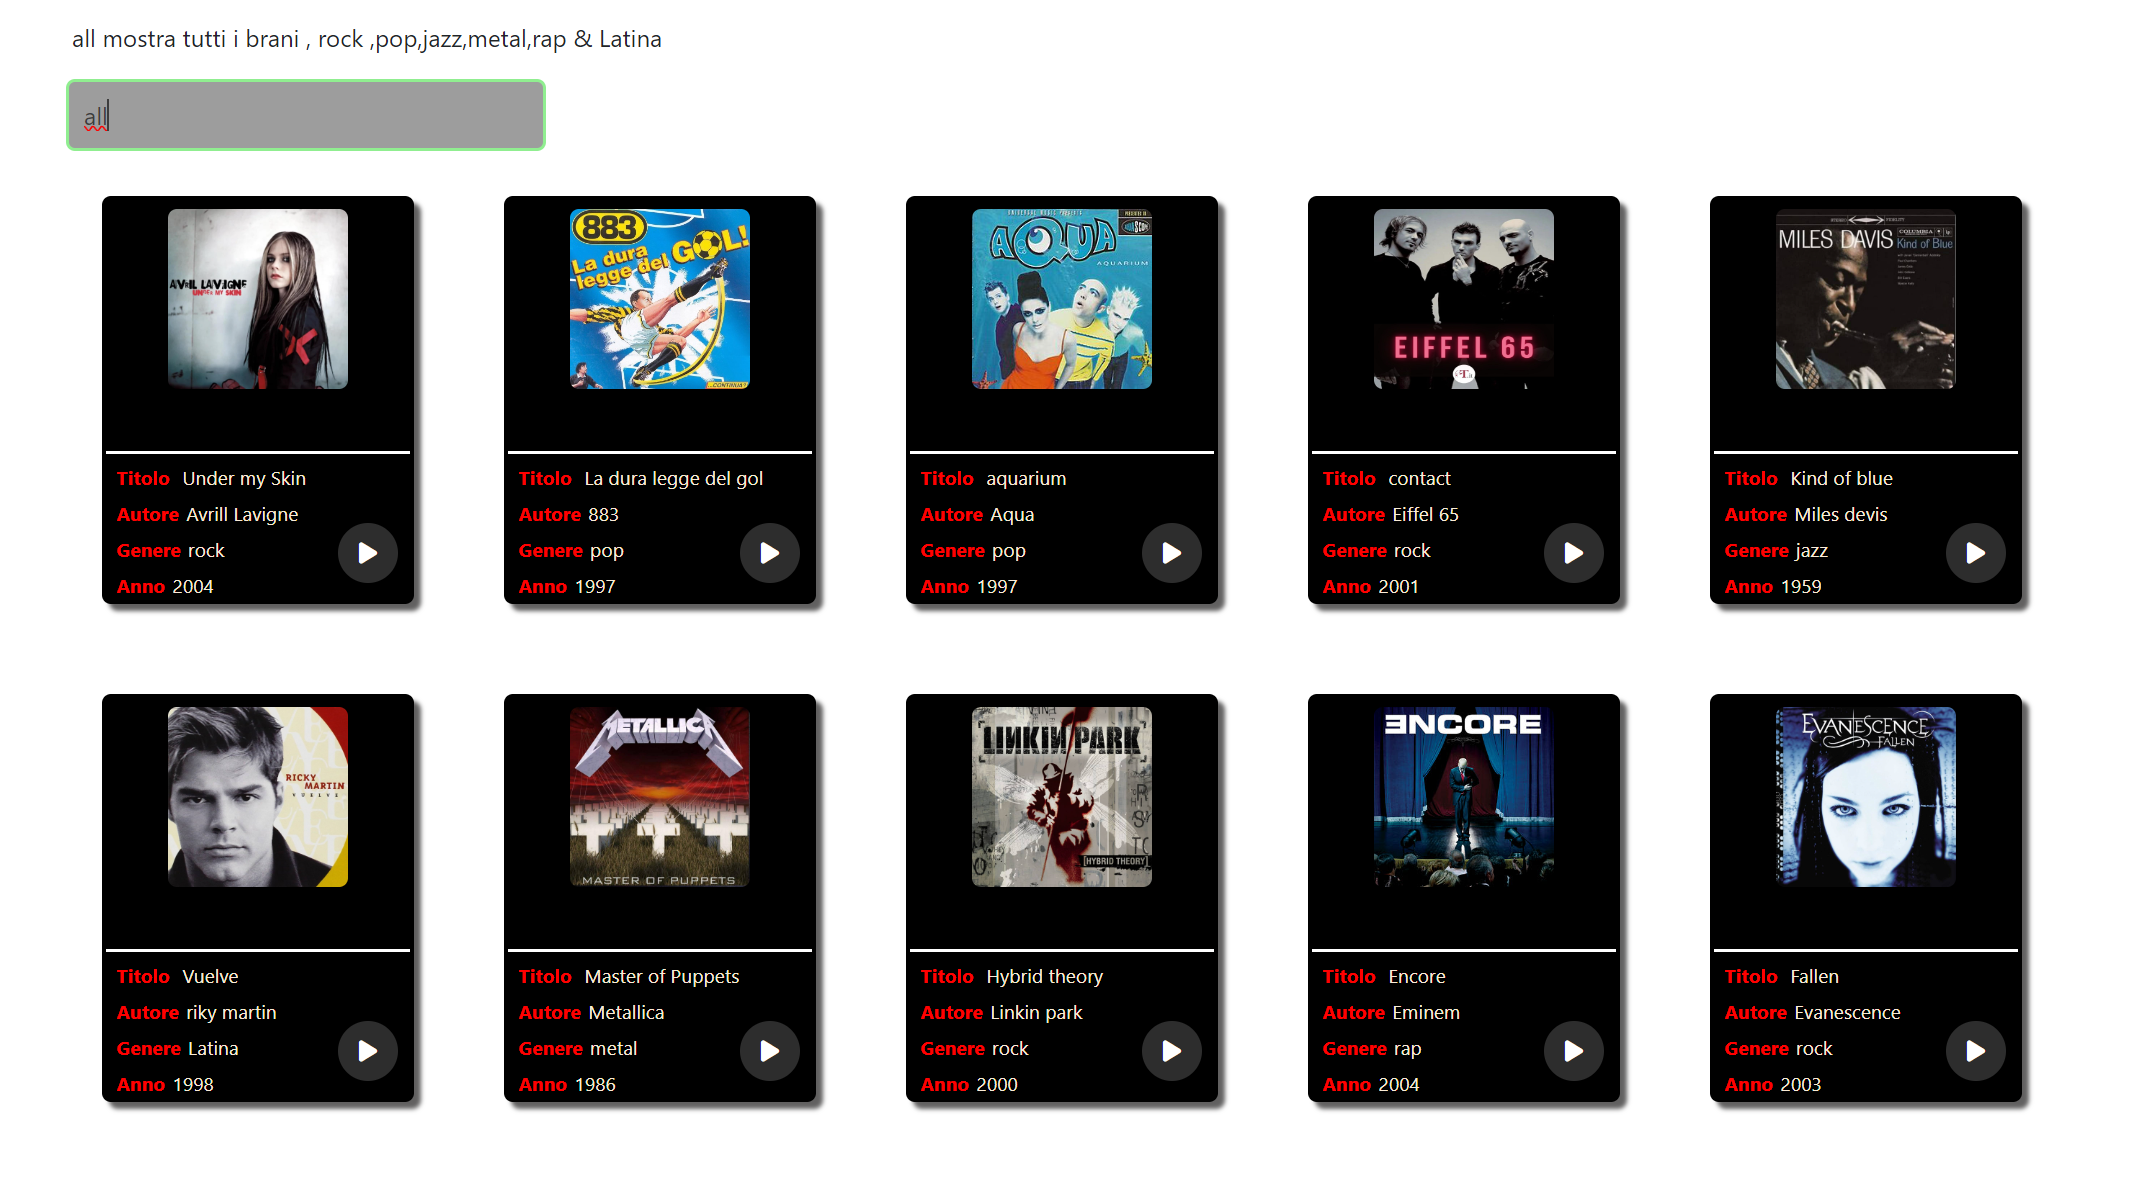 all mostra tutti i brani , rock ,pop,jazz,metal,rap & Latina
all
AVRIL LAVIGNE
UNDER MY SKIN
883
La dura
legge del GOL!
...CONTINUA?
AQUA
AQUARIUM
EIFFEL 65
COLUMBIA
MILES DAVIS Kind of Blue
Titolo Under my Skin
Autore Avrill Lavigne
Genere rock
Anno 2004
Titolo La dura legge del gol
Autore 883
Genere pop
Anno 1997
Titolo aquarium
Autore Aqua
Genere pop
Anno 1997
Titolo contact
Autore Eiffel 65
Genere rock
Anno 2001
Titolo Kind of blue
Autore Miles devis
Genere jazz
Anno 1959
RICKY
MARTIN
VUELVE
METALLICA
MASTER OF PUPPETS
LINKIN PARK
[HYBRID THEORY]
ENCORE
EVANESCENCE
FALLEN
Titolo Vuelve
Autore riky martin
Genere Latina
Anno 1998
Titolo Master of Puppets
Autore Metallica
Genere metal
Anno 1986
Titolo Hybrid theory
Autore Linkin park
Genere rock
Anno 2000
Titolo Encore
Autore Eminem
Genere rap
Anno 2004
Titolo Fallen
Autore Evanescence
Genere rock
Anno 2003